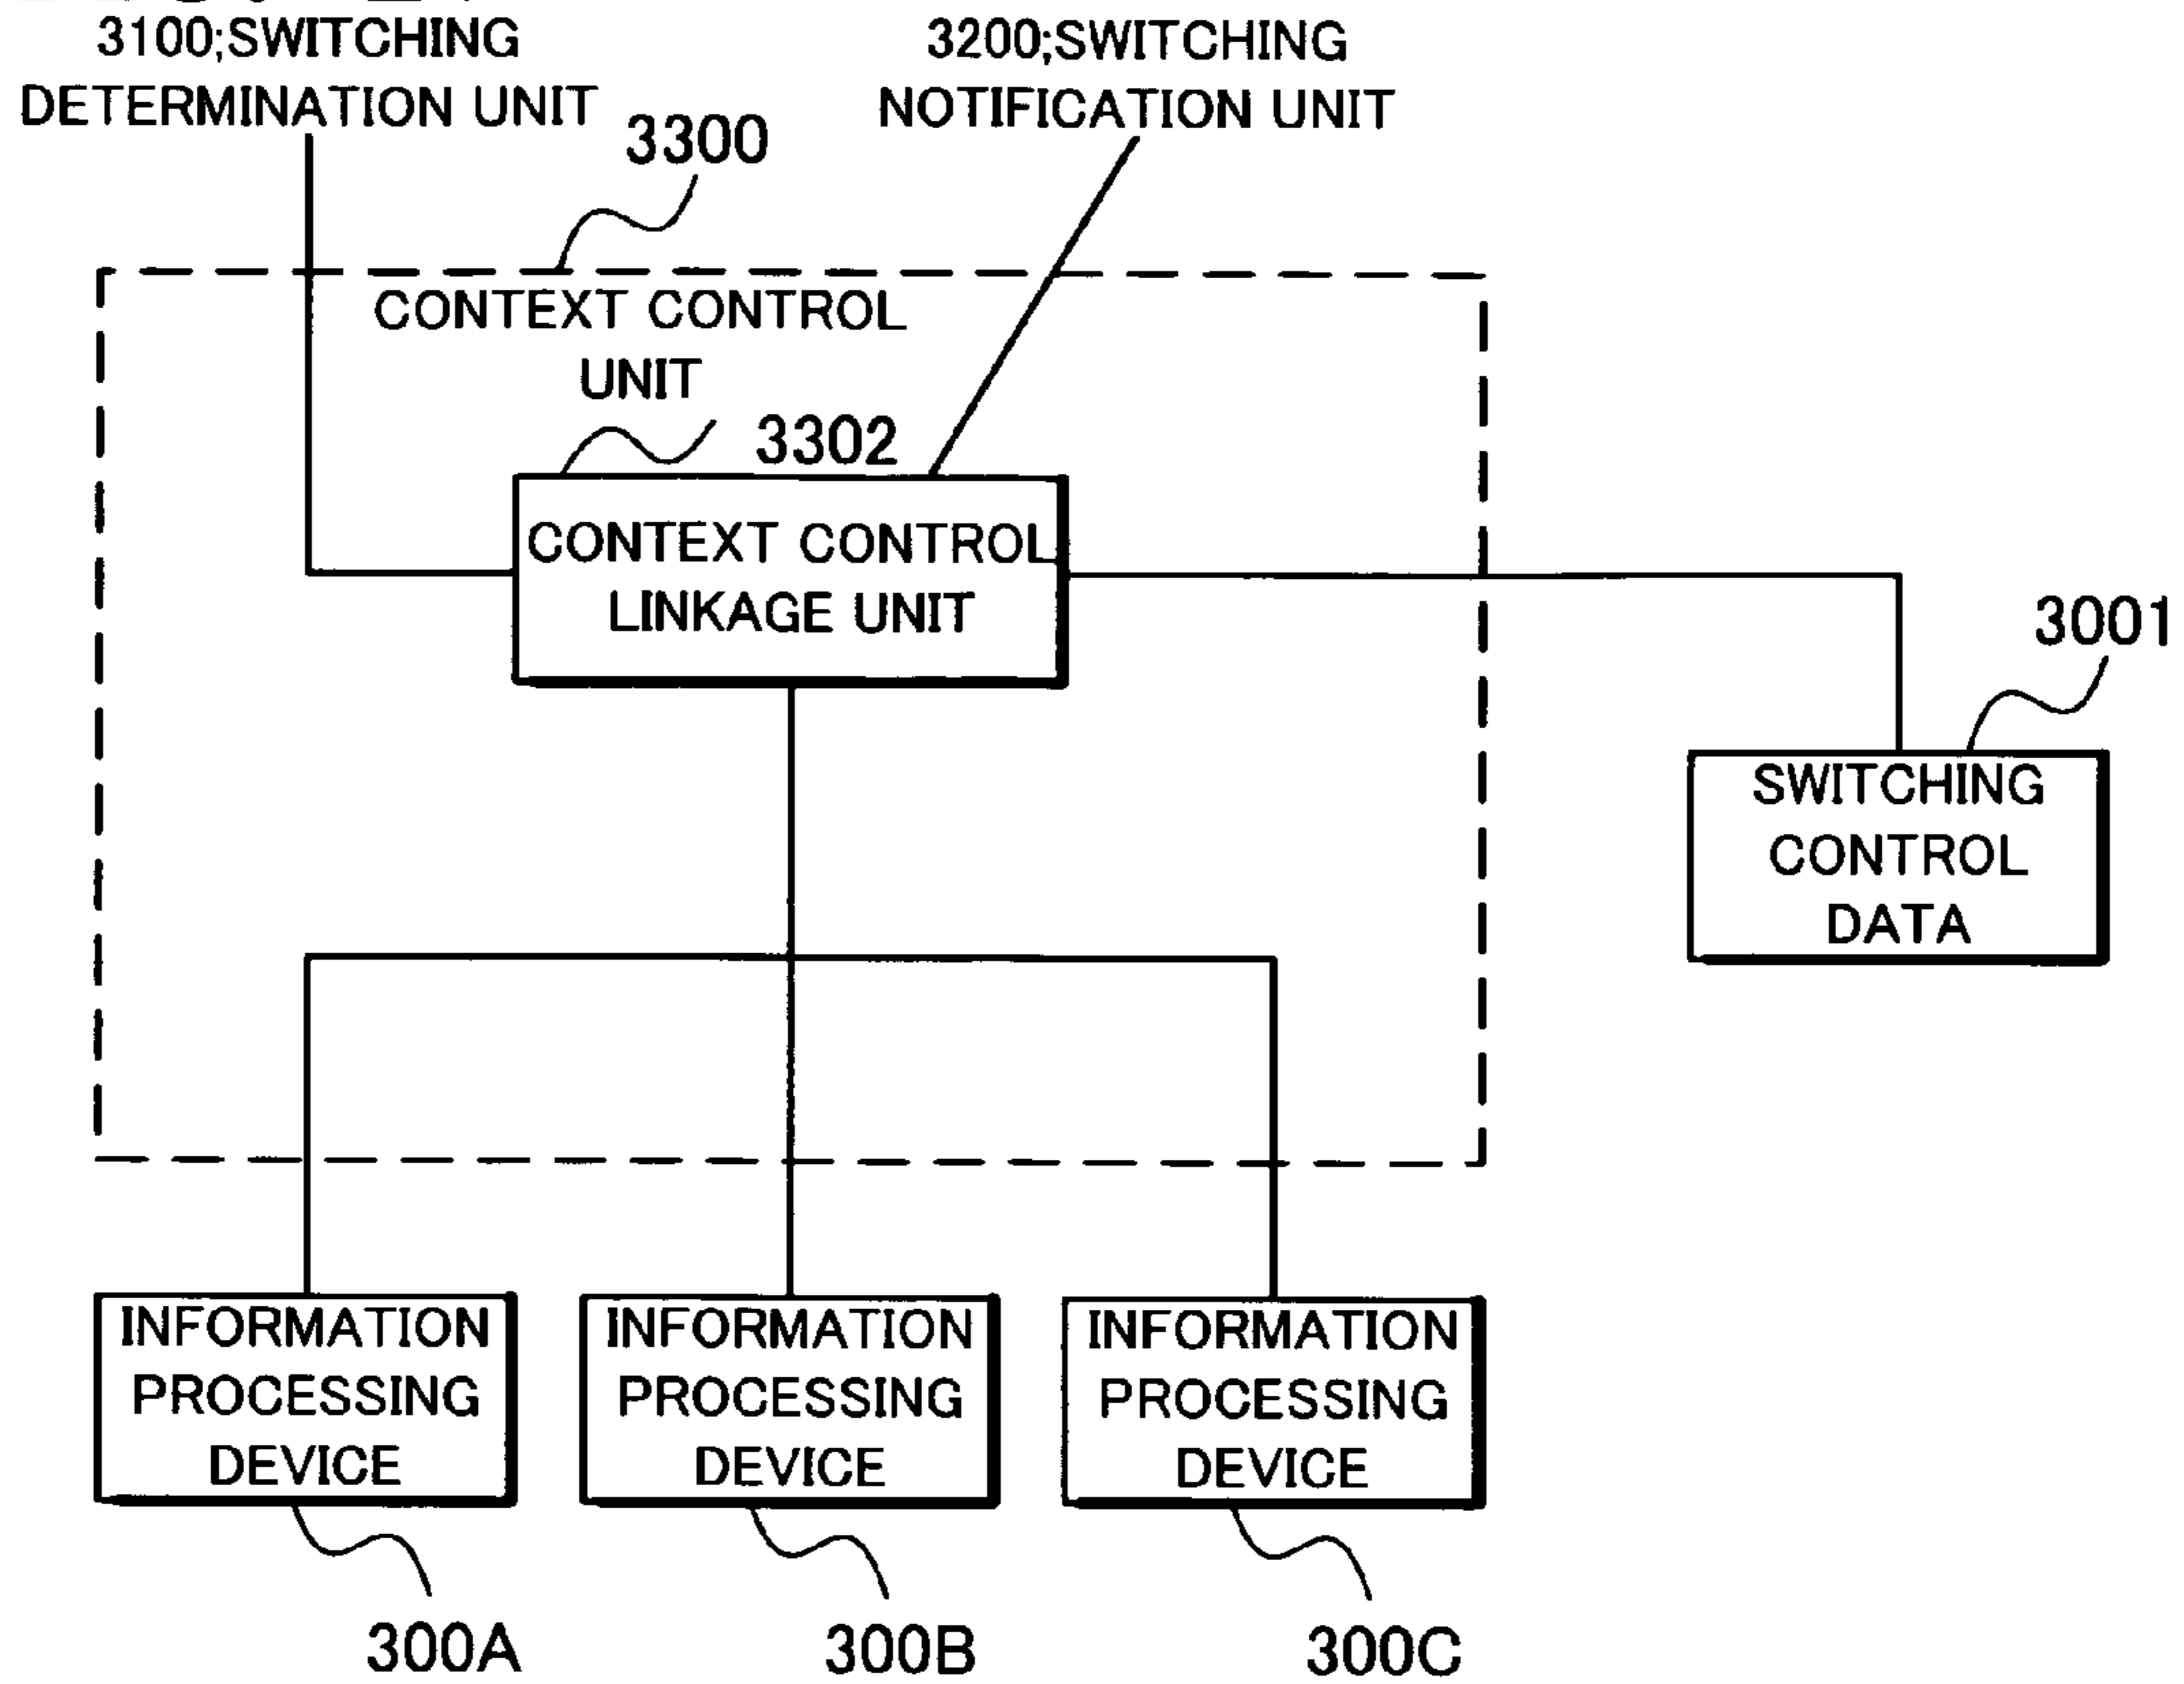 3100;SWITCHING
DETERMINATION UNIT
3200;SWITCHING
NOTIFICATION UNIT
3300
CONTEXT CONTROL
UNIT
3302
CONTEXT CONTROL
LINKAGE UNIT
3001
SWITCHING
CONTROL
DATA
INFORMATION
PROCESSING
DEVICE
INFORMATION
PROCESSING
DEVICE
INFORMATION
PROCESSING
DEVICE
300A
300B
300C